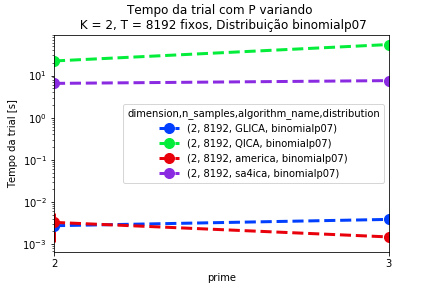 Tempo da trial com P variando
K = 2, T = 8192 fixos, Distribuição binomialp07
Tempo da trial [s]
10¹
10⁰
10⁻¹
10⁻²
10⁻³
dimension,n_samples,algorithm_name,distribution
(2, 8192, GLICA, binomialp07)
(2, 8192, QICA, binomialp07)
(2, 8192, america, binomialp07)
(2, 8192, sa4ica, binomialp07)
2
3
prime